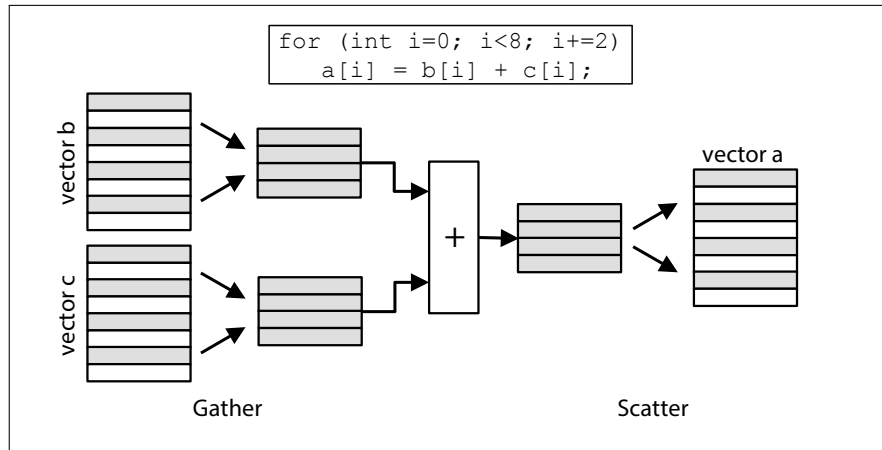 for (int i=0; i<8; i+=2)
a[i] = b[i] + c[i];
vector b
vector a
+
vector c
Gather
Scatter